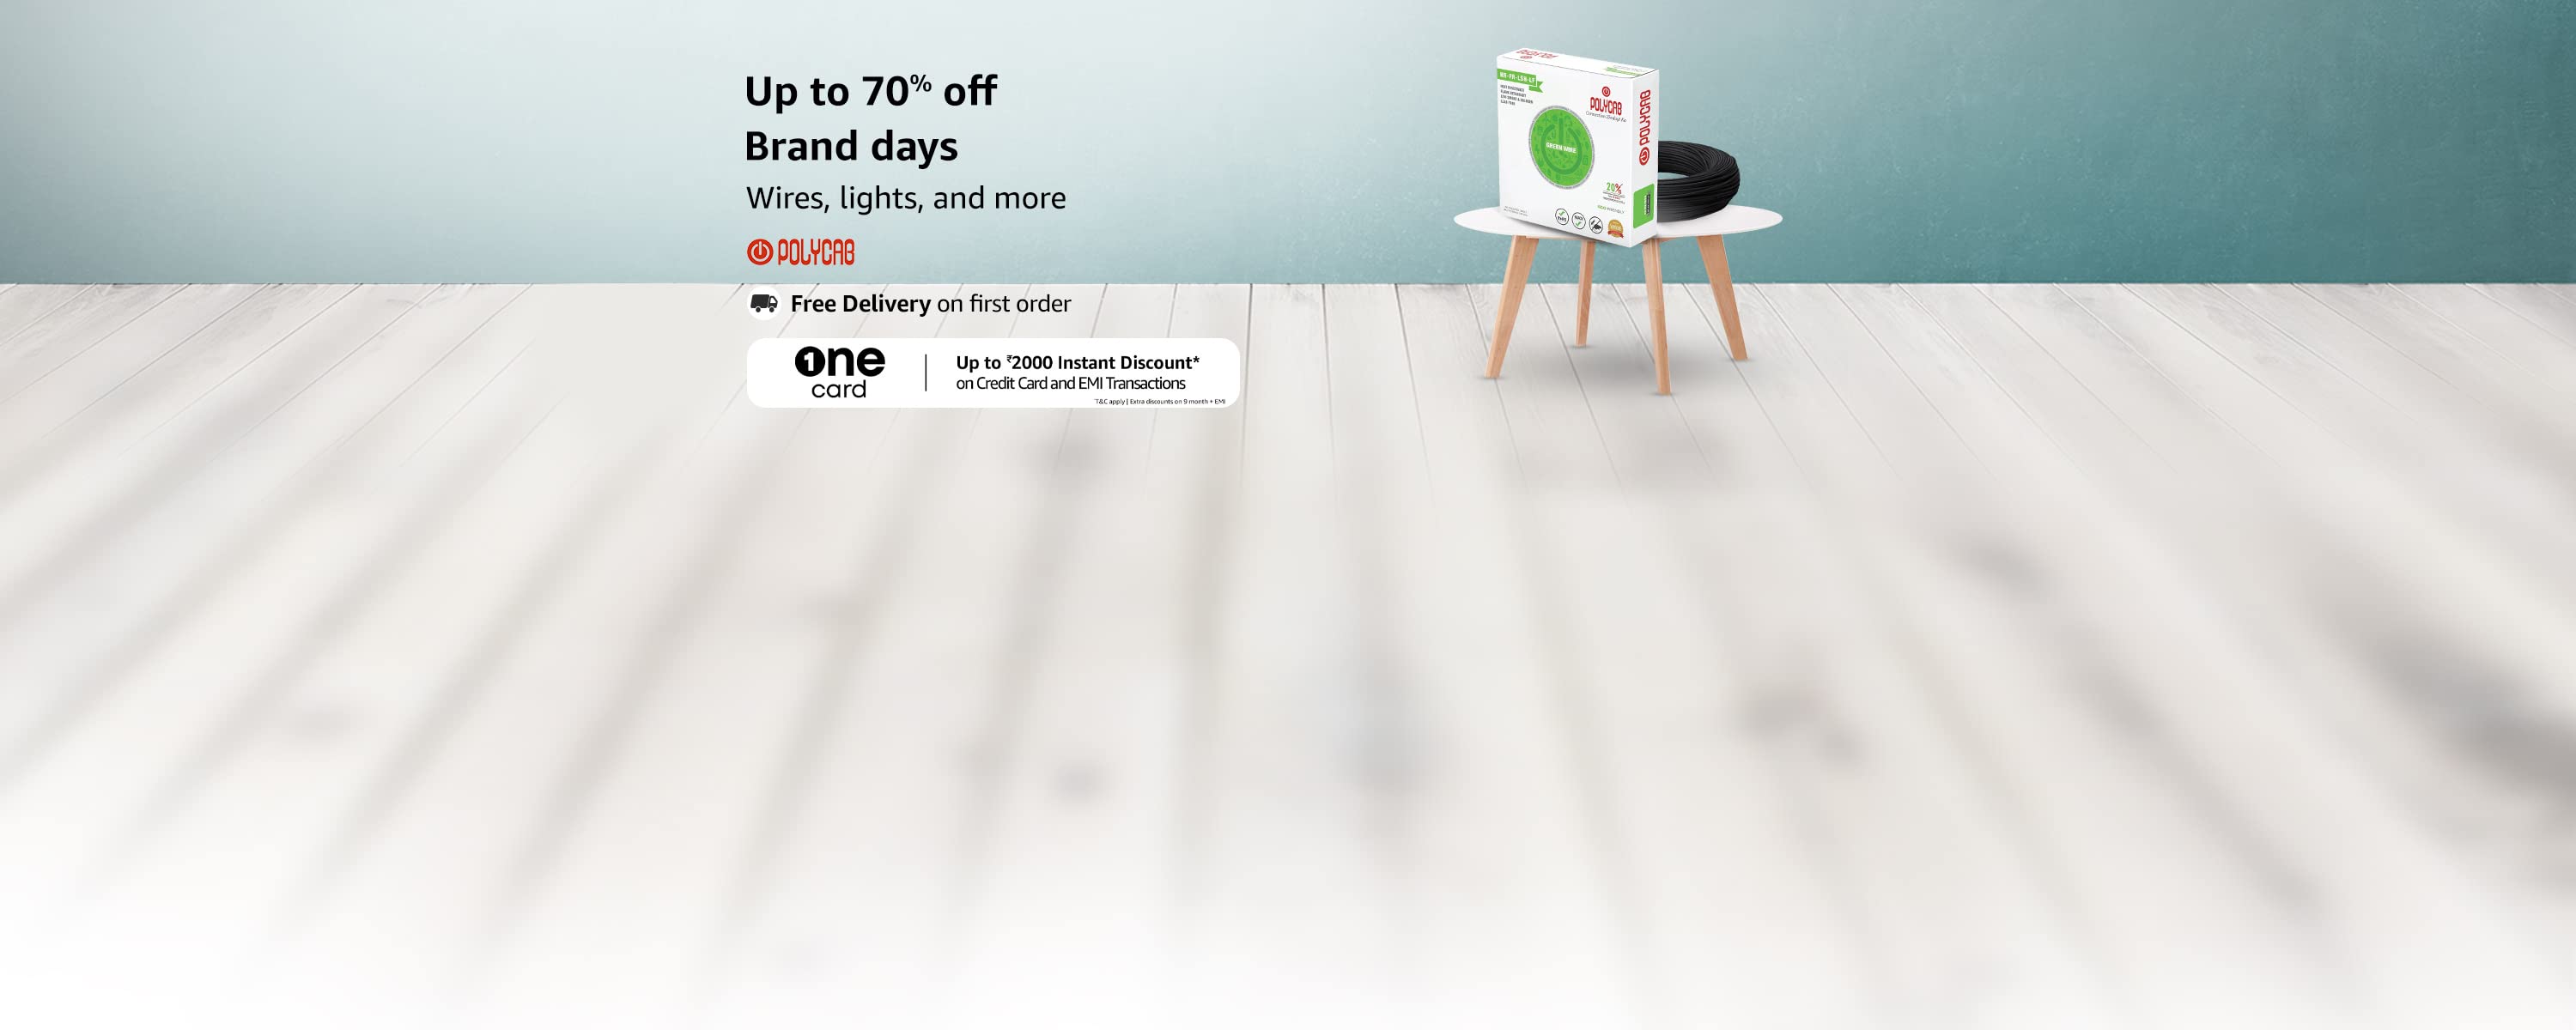 Up to 70% off
Brand days
Wires, lights, and more
POLYCAB
Free Delivery on first order
1ne
card
Up to ₹2000 Instant Discount*
on Credit Card and EMI Transactions
*T&C apply | Extra discounts on 9 month + EMI
POLYCAB
GREEN WIRE
20%
POLYCAB